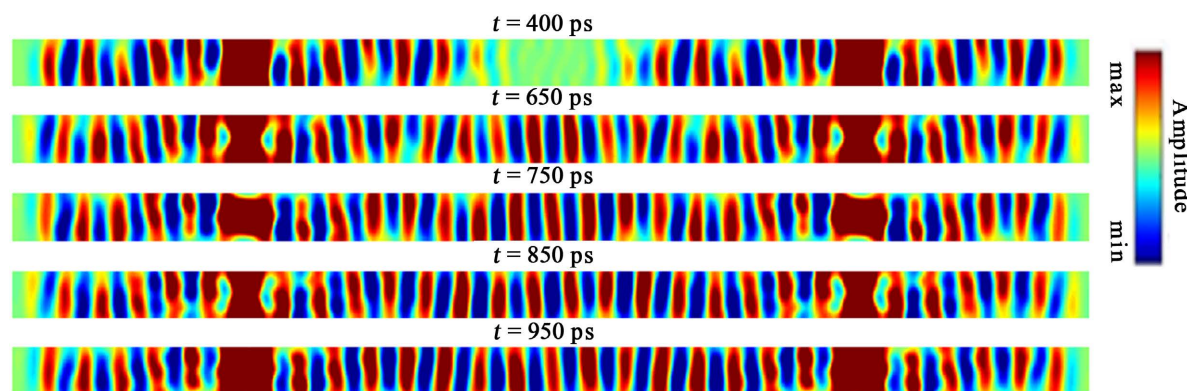 t = 400 ps
t = 650 ps
t = 750 ps
t = 850 ps
t = 950 ps
max
min
Amplitude